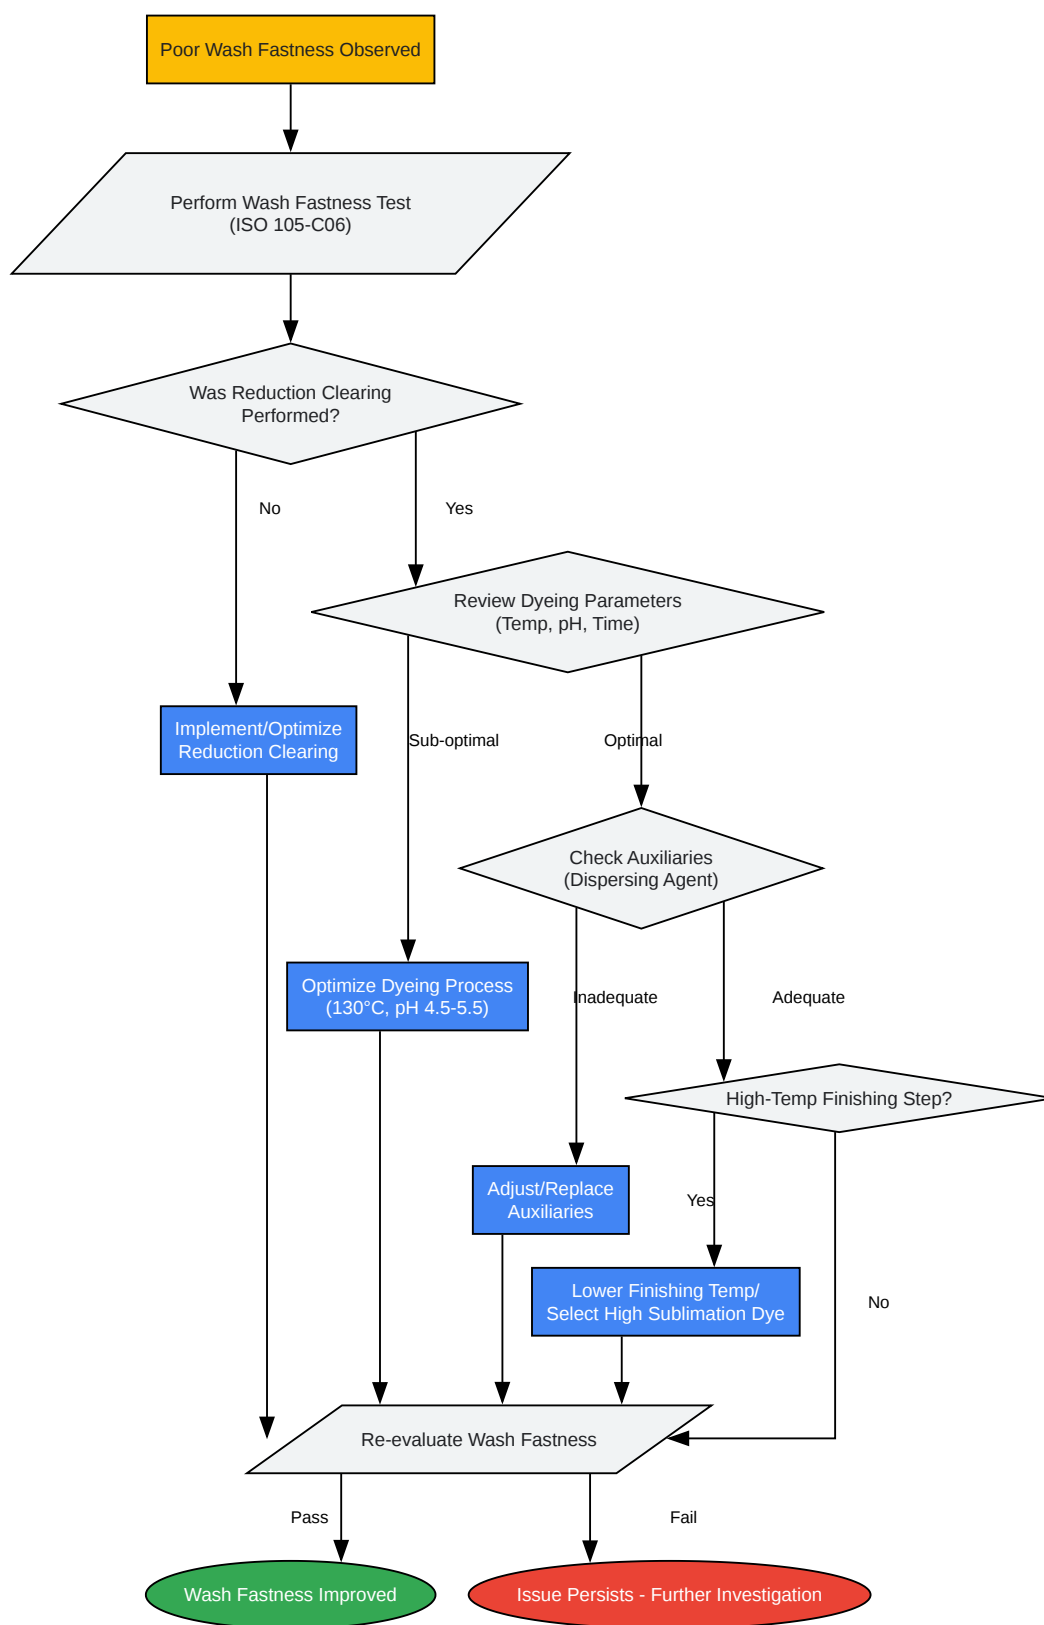 Poor Wash Fastness Observed
Perform Wash Fastness Test
(ISO 105-C06)
Was Reduction Clearing
Performed?
No
Yes
Review Dyeing Parameters
(Temp, pH, Time)
Implement/Optimize
Reduction Clearing
Sub-optimal
Optimal
Check Auxiliaries
(Dispersing Agent)
Optimize Dyeing Process
(130°C, pH 4.5-5.5)
Inadequate
Adequate
High-Temp Finishing Step?
Adjust/Replace
Auxiliaries
Yes
Lower Finishing Temp/
Select High Sublimation Dye
No
Re-evaluate Wash Fastness
Pass
Fail
Wash Fastness Improved
Issue Persists - Further Investigation